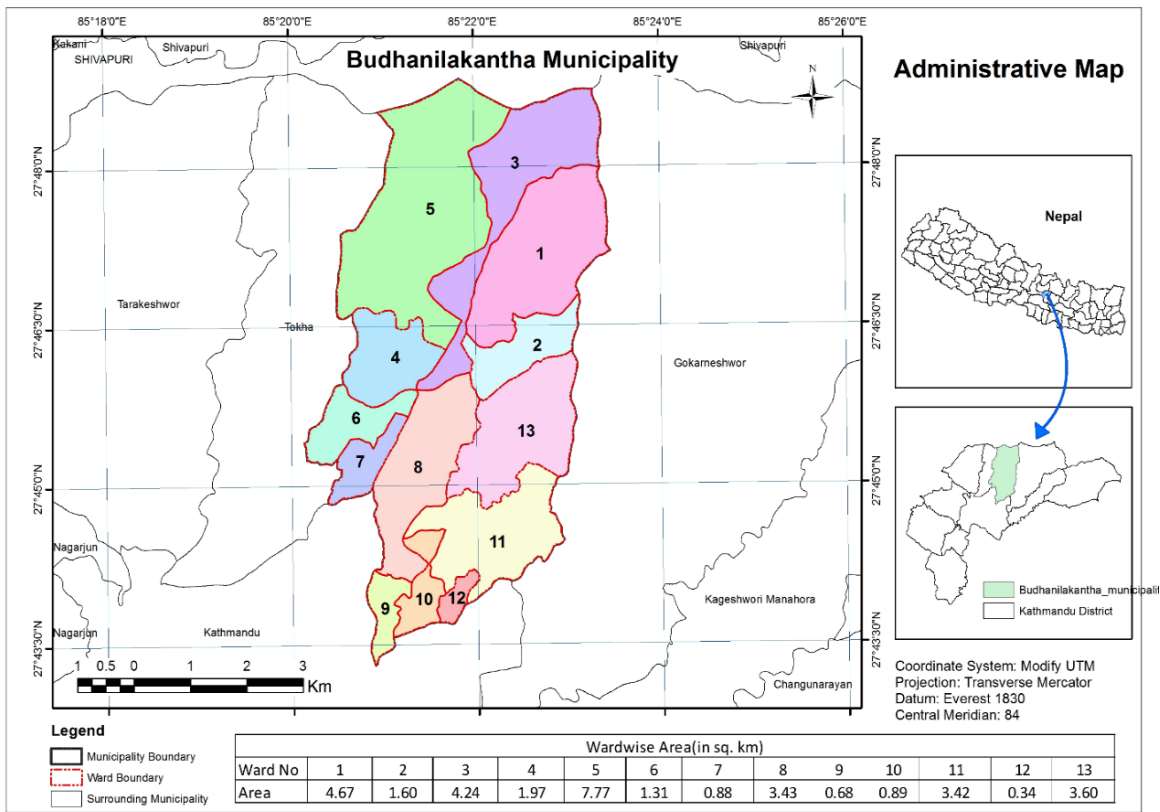 85°18'0"E 85°20'0"E 85°22'0"E 85°24'0"E 85°26'0"E
Kakani
Shivapuri
Shivapuri
SHIVAPURI
Budhanilakantha Municipality
N
Administrative Map
27°48'0"N
27°48'0"N
3
5
1
Nepal
Tarakeshwor
Tokha
27°46'30"N
27°46'30"N
2
4
Gokarneshwor
6
13
7
8
27°45'0"N
27°45'0"N
11
Nagarjun
12
10
9
Kageshwori Manahora
Budhanilakantha_municipalit
Kathmandu District
Nagarjun
Kathmandu
27°43'30"N
27°43'30"N
1 0.5 0 1 2 3
Km
Changunarayan
Coordinate System: Modify UTM
Projection: Transverse Mercator
Datum: Everest 1830
Central Meridian: 84
Legend
Municipality Boundary
Ward Boundary
Surrounding Municipality
Wardwise Area(in sq. km)
Ward No 1 2 3 4 5 6 7 8 9 10 11 12 13
Area 4.67 1.60 4.24 1.97 7.77 1.31 0.88 3.43 0.68 0.89 3.42 0.34 3.60